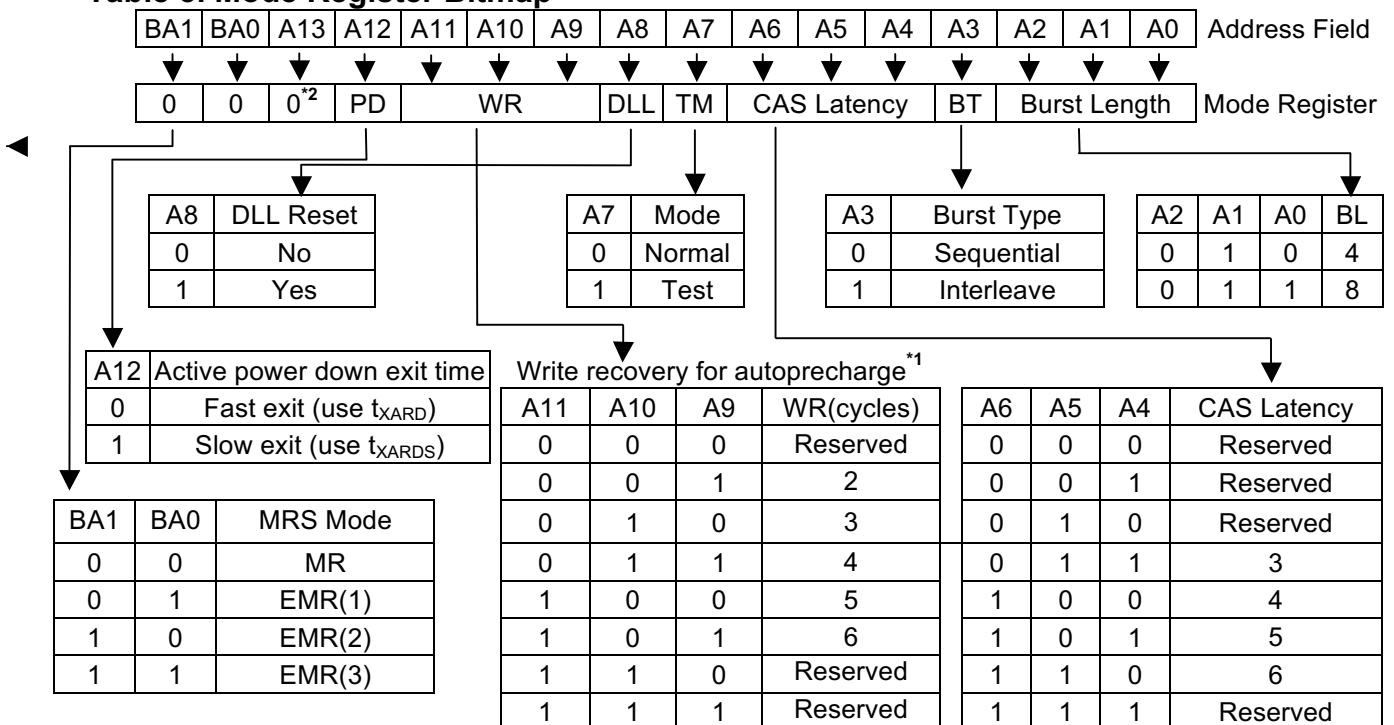 Table 5. Mode Register Bitmap
BA1 BA0 A13 A12 A11 A10 A9 A8 A7 A6 A5 A4 A3 A2 A1 A0 Address Field
0 0 0*2 PD WR DLL TM CAS Latency BT Burst Length Mode Register
A8 DLL Reset
0 No
1 Yes
A7 Mode
0 Normal
1 Test
A3 Burst Type
0 Sequential
1 Interleave
A2 A1 A0 BL
0 1 0 4
0 1 1 8
A12 Active power down exit time
0 Fast exit (use tXARD)
1 Slow exit (use tXARDS)
BA1 BA0 MRS Mode
0 0 MR
0 1 EMR(1)
1 0 EMR(2)
1 1 EMR(3)
Write recovery for autoprecharge*1
A11 A10 A9 WR(cycles)
0 0 0 Reserved
0 0 1 2
0 1 0 3
0 1 1 4
1 0 0 5
1 0 1 6
1 1 0 Reserved
1 1 1 Reserved
A6 A5 A4 CAS Latency
0 0 0 Reserved
0 0 1 Reserved
0 1 0 Reserved
0 1 1 3
1 0 0 4
1 0 1 5
1 1 0 6
1 1 1 Reserved